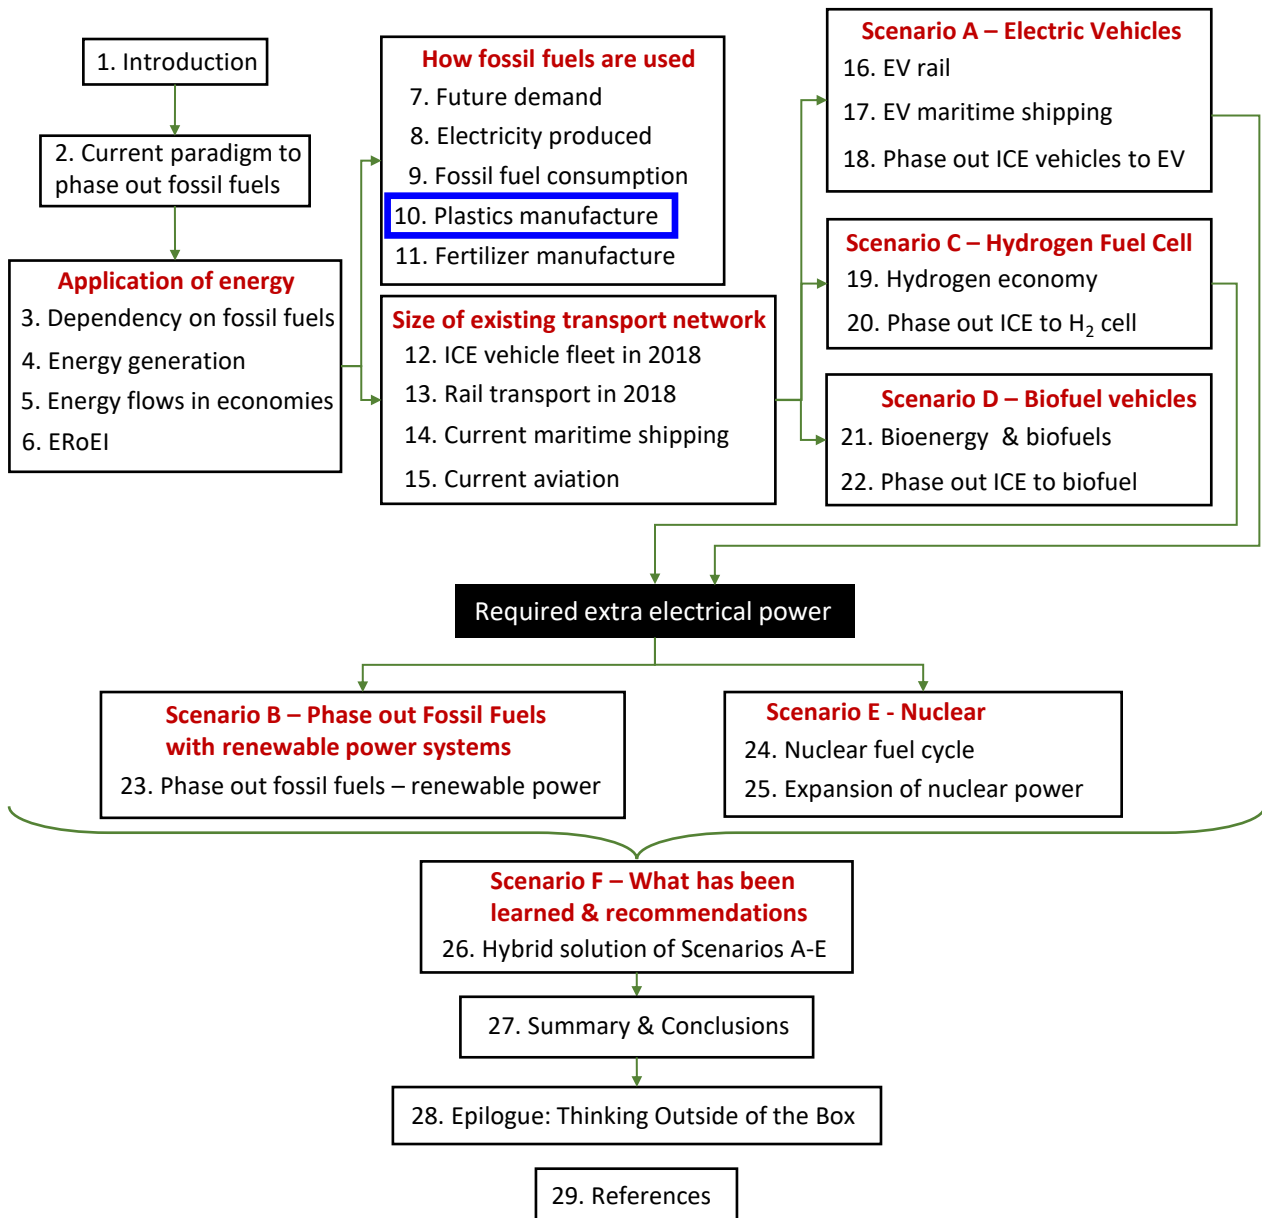 1. Introduction
2. Current paradigm to
phase out fossil fuels
Application of energy
3. Dependency on fossil fuels
4. Energy generation
5. Energy flows in economies
6. ERoEI
How fossil fuels are used
7. Future demand
8. Electricity produced
9. Fossil fuel consumption
10. Plastics manufacture
11. Fertilizer manufacture
Size of existing transport network
12. ICE vehicle fleet in 2018
13. Rail transport in 2018
14. Current maritime shipping
15. Current aviation
Scenario A – Electric Vehicles
16. EV rail
17. EV maritime shipping
18. Phase out ICE vehicles to EV
Scenario C – Hydrogen Fuel Cell
19. Hydrogen economy
20. Phase out ICE to H₂ cell
Scenario D – Biofuel vehicles
21. Bioenergy & biofuels
22. Phase out ICE to biofuel
Required extra electrical power
Scenario B – Phase out Fossil Fuels
with renewable power systems
23. Phase out fossil fuels – renewable power
Scenario E - Nuclear
24. Nuclear fuel cycle
25. Expansion of nuclear power
Scenario F – What has been
learned & recommendations
26. Hybrid solution of Scenarios A-E
27. Summary & Conclusions
28. Epilogue: Thinking Outside of the Box
29. References